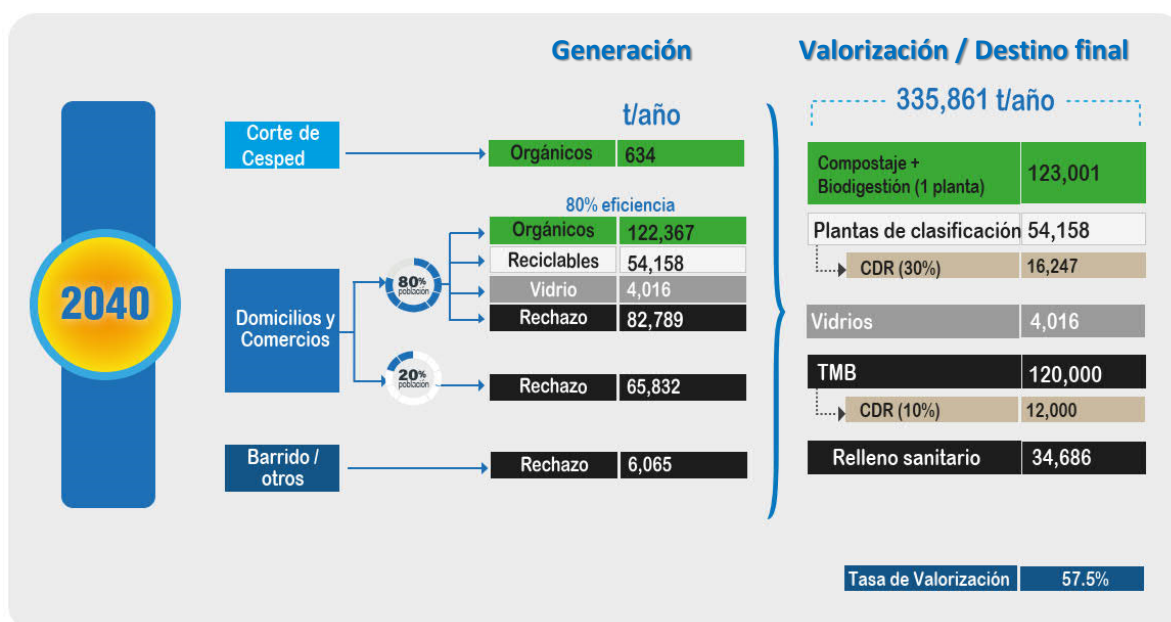 Generación
Valorización / Destino final
t/año
335,861 t/año
Corte de
Cesped
Orgánicos 634
80% eficiencia
Orgánicos 122,367
Reciclables 54,158
Vidrio 4,016
Rechazo 82,789
80%
población
2040
Domicilios y
Comercios
20%
población
Rechazo 65,832
Barrido /
otros
Rechazo 6,065
Compostaje +
Biodigestión (1 planta) 123,001
Plantas de clasificación 54,158
CDR (30%) 16,247
Vidrios 4,016
TMB 120,000
CDR (10%) 12,000
Relleno sanitario 34,686
Tasa de Valorización 57.5%